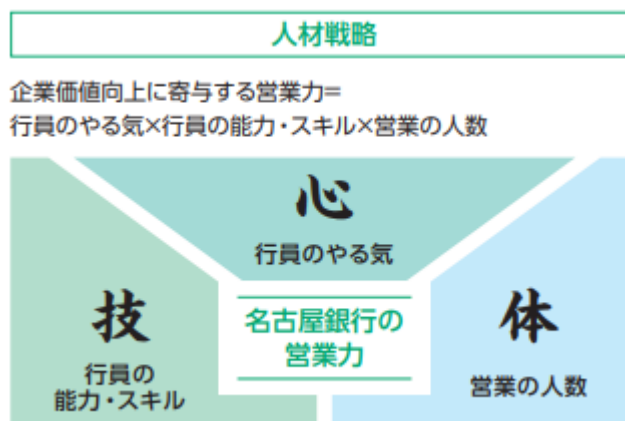 人材戦略
企業価値向上に寄与する営業力=
行員のやる気×行員の能力・スキル×営業の人数
心
行員のやる気
技
行員の
能力・スキル
名古屋銀行の
営業力
体
営業の人数